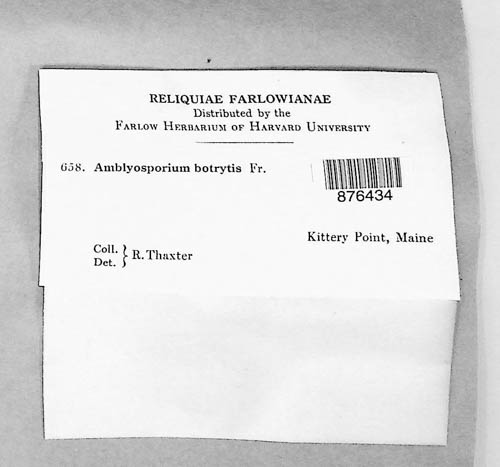 RELIQUIAE FARLOWIANAE
Distributed by the
FARLOW HERBARIUM OF HARVARD UNIVERSITY
658. Amblyosporium botrytis Fr.
876434
Kittery Point, Maine
Coll.
Det. } R. Thaxter